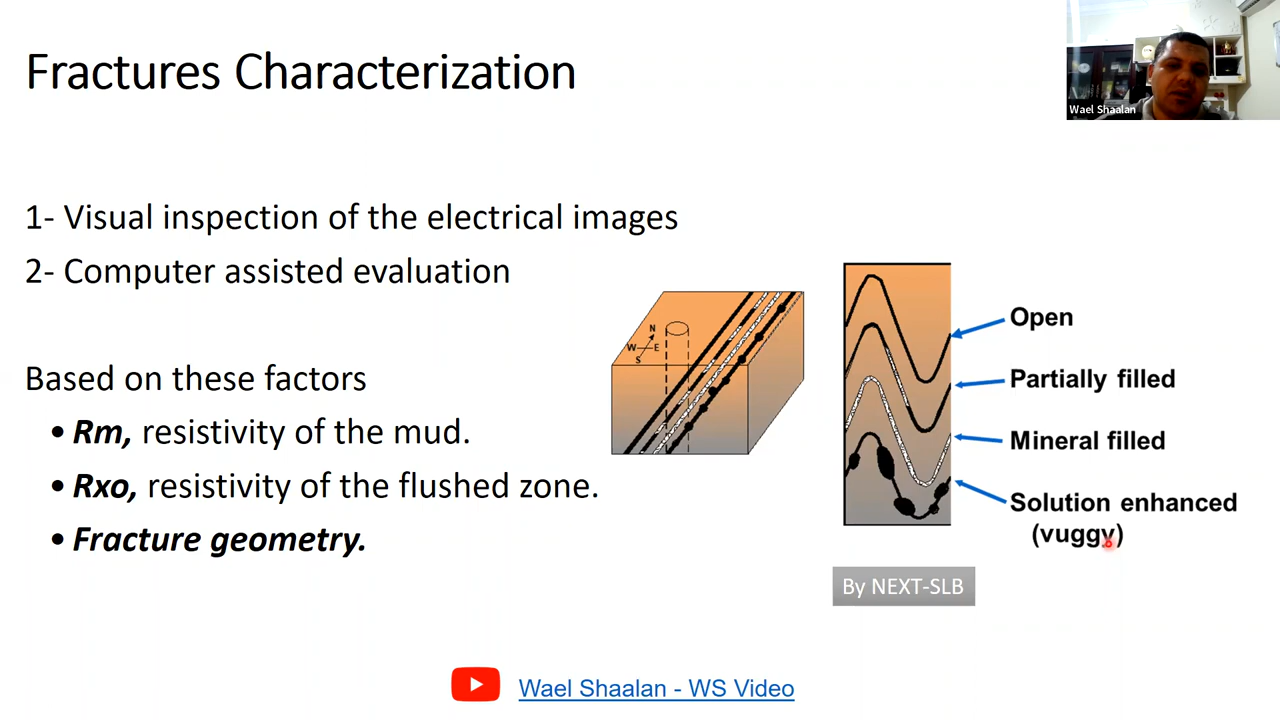 Fractures Characterization
Wael Shaalan
1- Visual inspection of the electrical images
2- Computer assisted evaluation
Based on these factors
• Rm, resistivity of the mud.
• Rxo, resistivity of the flushed zone.
• Fracture geometry.
N
W E
S
Open
Partially filled
Mineral filled
Solution enhanced
(vuggy)
By NEXT-SLB
Wael Shaalan - WS Video